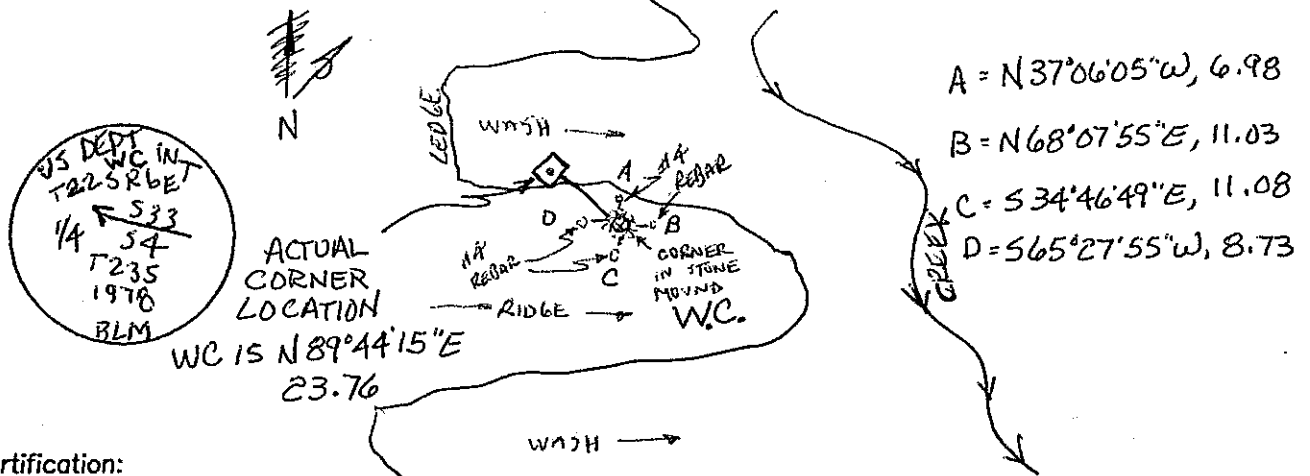 N
US DEPT
WC INT
T22S R6E
S33
1/4
S4
T23S
1978
BLM
ACTUAL
CORNER
LOCATION
WC IS N89°44'15"E
23.76
LEDGE
WASH
A
#4
REBAR
D
B
#4
REBAR
C
CORNER
IN STONE
MOUND
W.C.
RIDGE
WASH
CREEK
A = N37°06'05"W, 6.98
B = N68°07'55"E, 11.03
C = S34°46'49"E, 11.08
D = S65°27'55"W, 8.73
rtification: